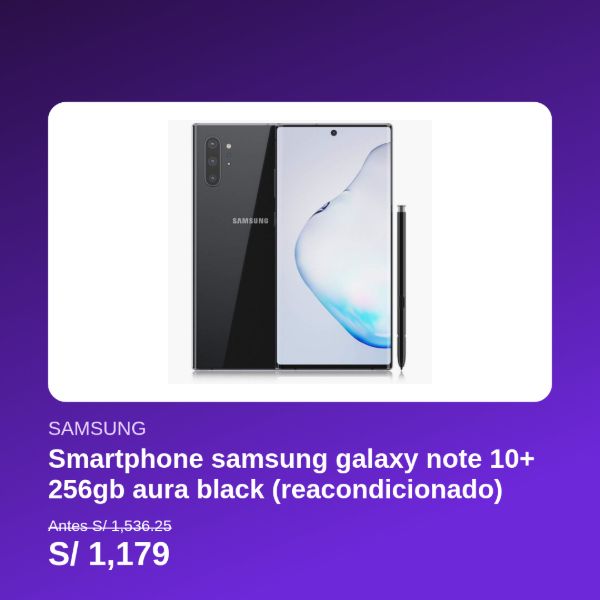 SAMSUNG
SAMSUNG
Smartphone samsung galaxy note 10+
256gb aura black (reacondicionado)
Antes S/ 1,536.25
S/ 1,179